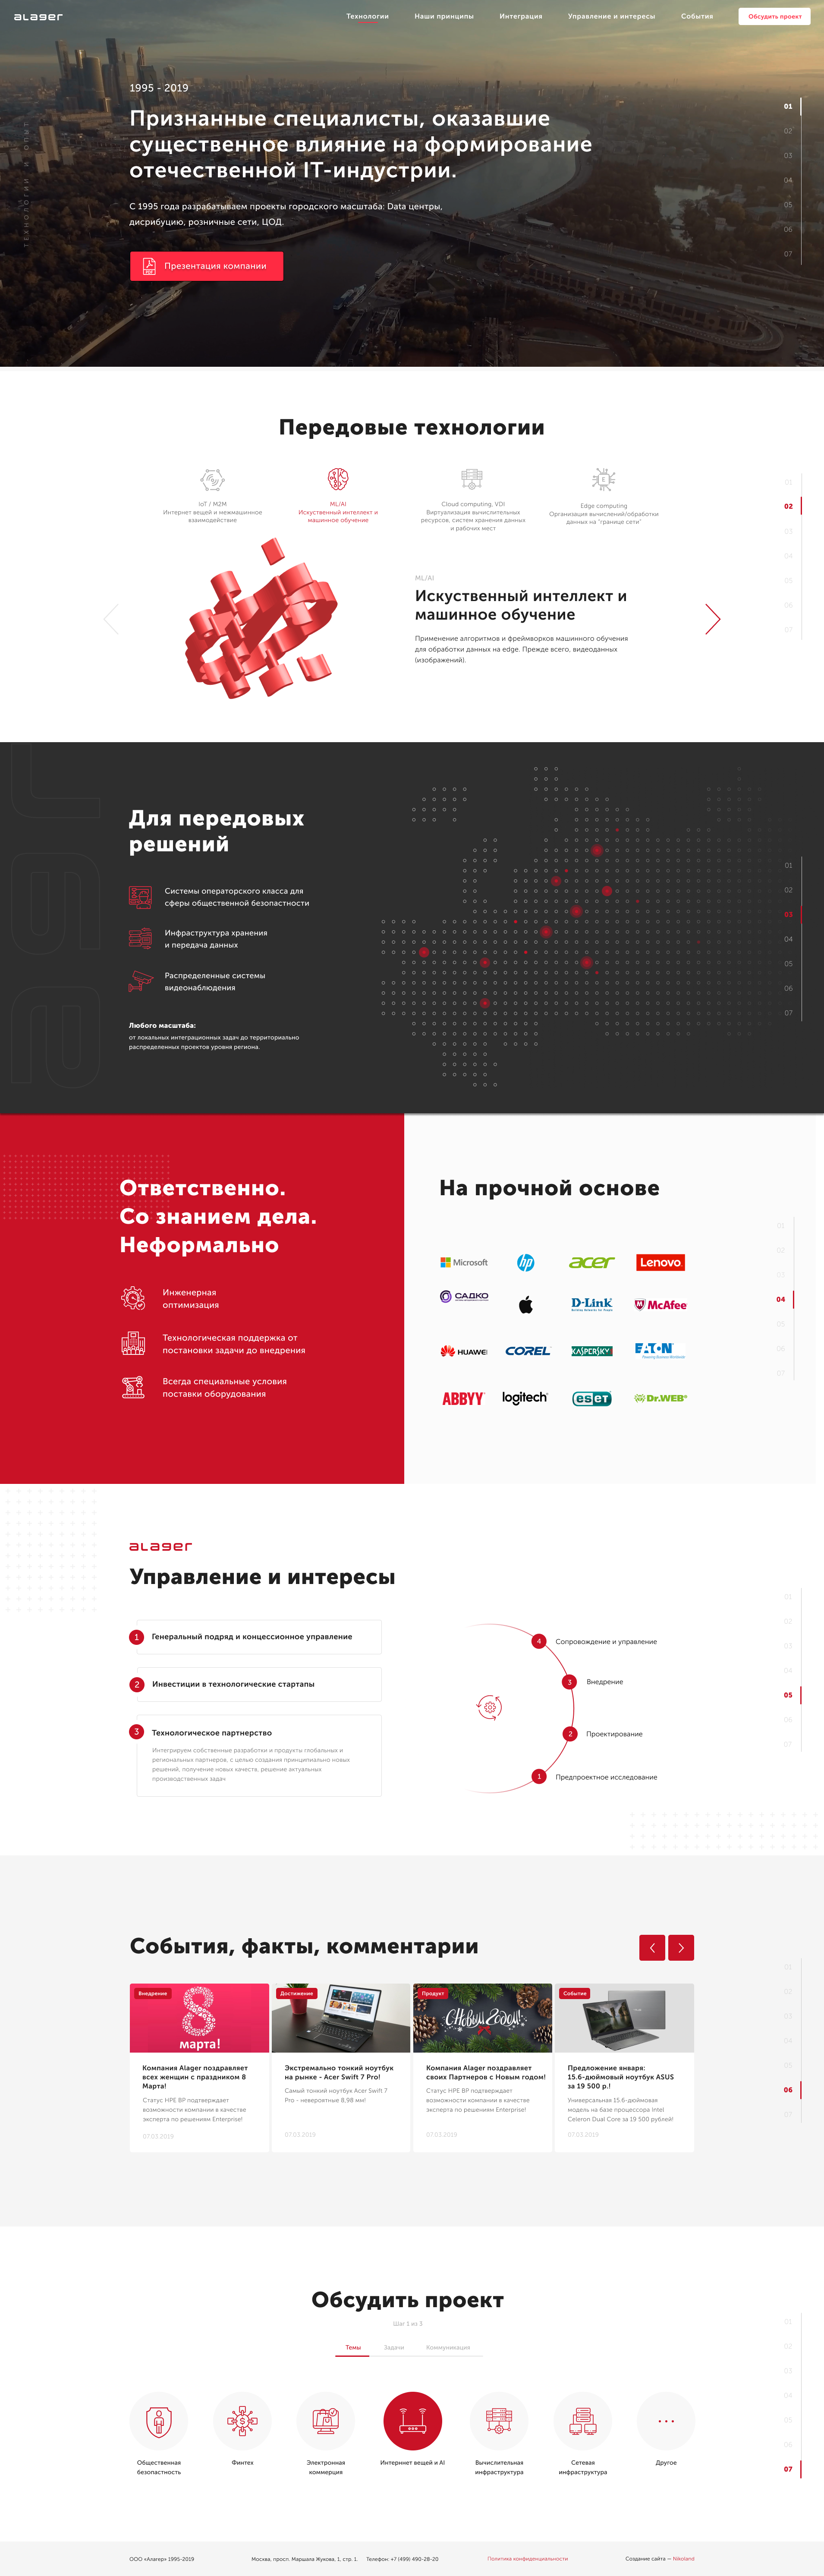 alager
Технологии
Наши принципы
Интеграция
Управление и интересы
События
Обсудить проект
ТЕХНОЛОГИИ И ОПЫТ
1995 - 2019
Признанные специалисты, оказавшие
существенное влияние на формирование
отечественной IT-индустрии.
С 1995 года разрабатываем проекты городского масштаба: Data центры,
дисрибуцию, розничные сети, ЦОД.
PDF
Презентация компании
01
02
03
04
05
06
07
Передовые технологии
IoT / M2M
Интернет вещей и межмашинное
взаимодействие
ML/AI
Искуственный интеллект и
машинное обучение
Cloud computing, VDI
Виртуализация вычислительных
ресурсов, систем хранения данных
и рабочих мест
Edge computing
Организация вычислений/обработки
данных на "границе сети"
ML/AI
Искуственный интеллект и
машинное обучение
Применение алгоритмов и фреймворков машинного обучения
для обработки данных на edge. Прежде всего, видеоданных
(изображений).
01
02
03
04
05
06
07
Для передовых
решений
Системы операторского класса для
сферы общественной безопастности
Инфраструктура хранения
и передача данных
Распределенные системы
видеонаблюдения
Любого масштаба:
от локальных интеграционных задач до территориально
распределенных проектов уровня региона.
01
02
03
04
05
06
07
Ответственно.
Со знанием дела.
Неформально
Инженерная
оптимизация
Технологическая поддержка от
постановки задачи до внедрения
Всегда специальные условия
поставки оборудования
На прочной основе
Microsoft
hp
acer
Lenovo
САДКО
D-Link
Building Networks for People
McAfee
HUAWEI
COREL
KASPERSKY
EATON
Powering Business Worldwide
ABBYY
logitech
eset
Dr.WEB
01
02
03
04
05
06
07
alager
Управление и интересы
1
Генеральный подряд и концессионное управление
2
Инвестиции в технологические стартапы
3
Технологическое партнерство
Интегрируем собственные разработки и продукты глобальных и
региональных партнеров, с целью создания принципиально новых
решений, получение новых качеств, решение актуальных
производственных задач
4
Сопровождение и управление
3
Внедрение
2
Проектирование
1
Предпроектное исследование
01
02
03
04
05
06
07
События, факты, комментарии
Внедрение
8
марта!
Компания Alager поздравляет
всех женщин с праздником 8
Марта!
Статус HPE BP подтверждает
возможности компании в качестве
эксперта по решениям Enterprise!
07.03.2019
Достижение
Экстремально тонкий ноутбук
на рынке - Acer Swift 7 Pro!
Самый тонкий ноутбук Acer Swift 7
Pro - невероятные 8,98 мм!
07.03.2019
Продукт
С Новым годом!
Компания Alager поздравляет
своих Партнеров с Новым годом!
Статус HPE BP подтверждает
возможности компании в качестве
эксперта по решениям Enterprise!
07.03.2019
Событие
Предложение января:
15.6-дюймовый ноутбук ASUS
за 19 500 р.!
Универсальная 15.6-дюймовая
модель на базе процессора Intel
Celeron Dual Core за 19 500 рублей!
07.03.2019
01
02
03
04
05
06
07
Обсудить проект
Шаг 1 из 3
Темы
Задачи
Коммуникация
Общественная
безопастность
Финтех
Электронная
коммерция
Интерннет вещей и AI
Вычислительная
инфраструктура
Сетевая
инфраструктура
Другое
01
02
03
04
05
06
07
ООО «Алагер» 1995-2019
Москва, просп. Маршала Жукова, 1, стр. 1.
Телефон: +7 (499) 490-28-20
Политика конфиденциальности
Создание сайта — Nikoland